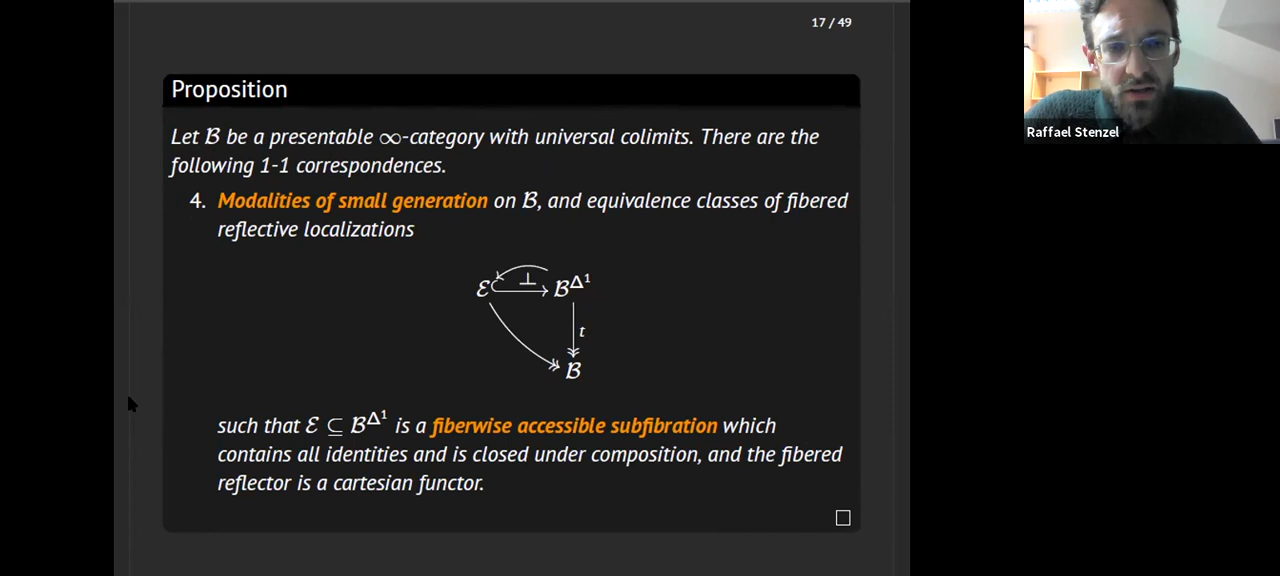 17 / 49
Raffael Stenzel
Proposition
Let ℬ be a presentable ∞-category with universal colimits. There are the
following 1-1 correspondences.
4. Modalities of small generation on ℬ, and equivalence classes of fibered
reflective localizations
ℰ ⊥ ℬ^Δ¹
t
ℬ
such that ℰ ⊆ ℬ^Δ¹ is a fiberwise accessible subfibration which
contains all identities and is closed under composition, and the fibered
reflector is a cartesian functor.
□